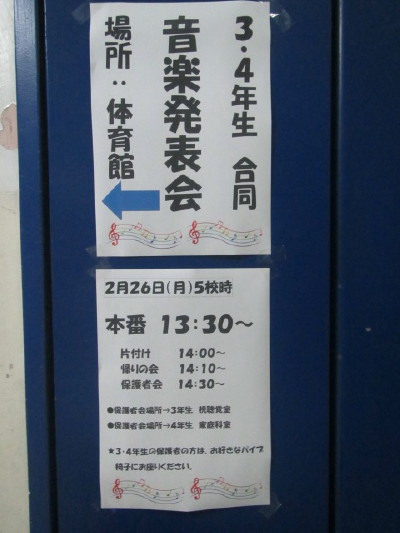 3・4年生 合同
音楽発表会
場所：体育館
2月26日(月)5校時
本番 13:30～
片付け 14:00～
帰りの会 14:10～
保護者会 14:30～
●保護者会場所→3年生 視聴覚室
●保護者会場所→4年生 家庭科室
★3・4年生の保護者の方は、お好きなパイプ
椅子にお座りください。